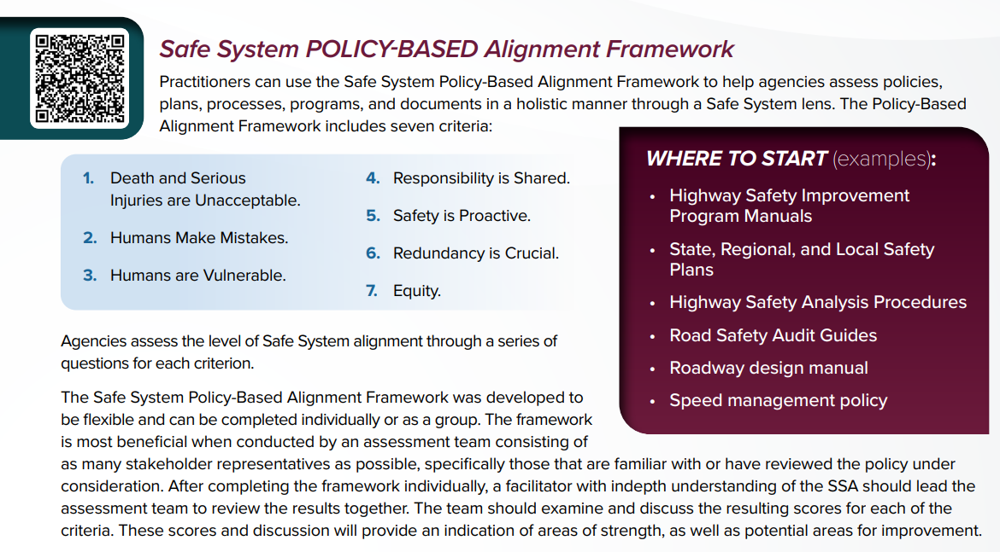 Safe System POLICY-BASED Alignment Framework
Practitioners can use the Safe System Policy-Based Alignment Framework to help agencies assess policies,
plans, processes, programs, and documents in a holistic manner through a Safe System lens. The Policy-Based
Alignment Framework includes seven criteria:
1. Death and Serious
Injuries are Unacceptable.
2. Humans Make Mistakes.
3. Humans are Vulnerable.
4. Responsibility is Shared.
5. Safety is Proactive.
6. Redundancy is Crucial.
7. Equity.
WHERE TO START (examples):
• Highway Safety Improvement
Program Manuals
• State, Regional, and Local Safety
Plans
• Highway Safety Analysis Procedures
• Road Safety Audit Guides
• Roadway design manual
• Speed management policy
Agencies assess the level of Safe System alignment through a series of
questions for each criterion.
The Safe System Policy-Based Alignment Framework was developed to
be flexible and can be completed individually or as a group. The framework
is most beneficial when conducted by an assessment team consisting of
as many stakeholder representatives as possible, specifically those that are familiar with or have reviewed the policy under
consideration. After completing the framework individually, a facilitator with indepth understanding of the SSA should lead the
assessment team to review the results together. The team should examine and discuss the resulting scores for each of the
criteria. These scores and discussion will provide an indication of areas of strength, as well as potential areas for improvement.